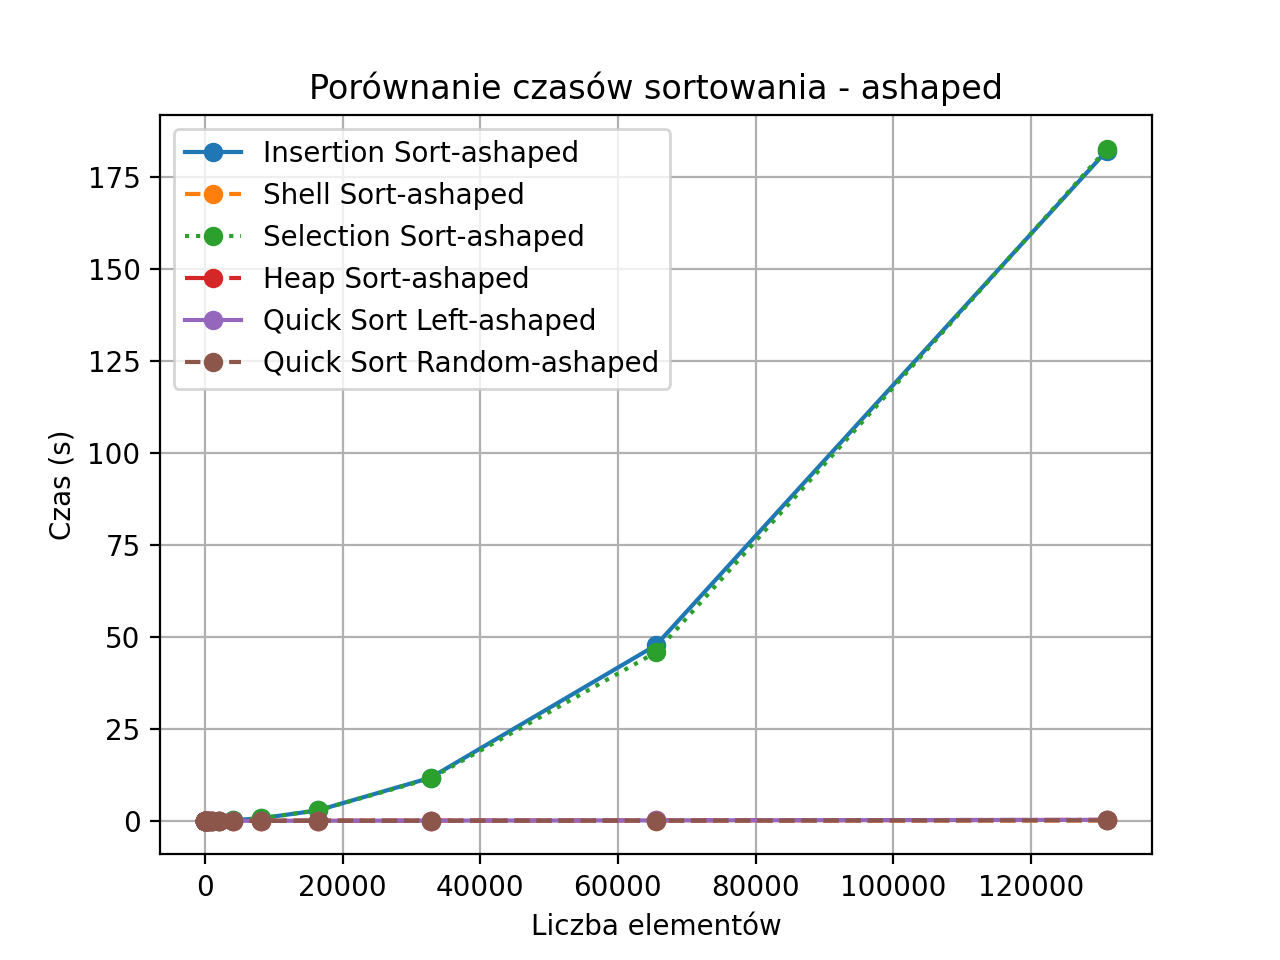 Porównanie czasów sortowania - ashaped
Insertion Sort-ashaped
Shell Sort-ashaped
Selection Sort-ashaped
Heap Sort-ashaped
Quick Sort Left-ashaped
Quick Sort Random-ashaped
175
150
125
100
75
50
25
0
Czas (s)
0 20000 40000 60000 80000 100000 120000
Liczba elementów